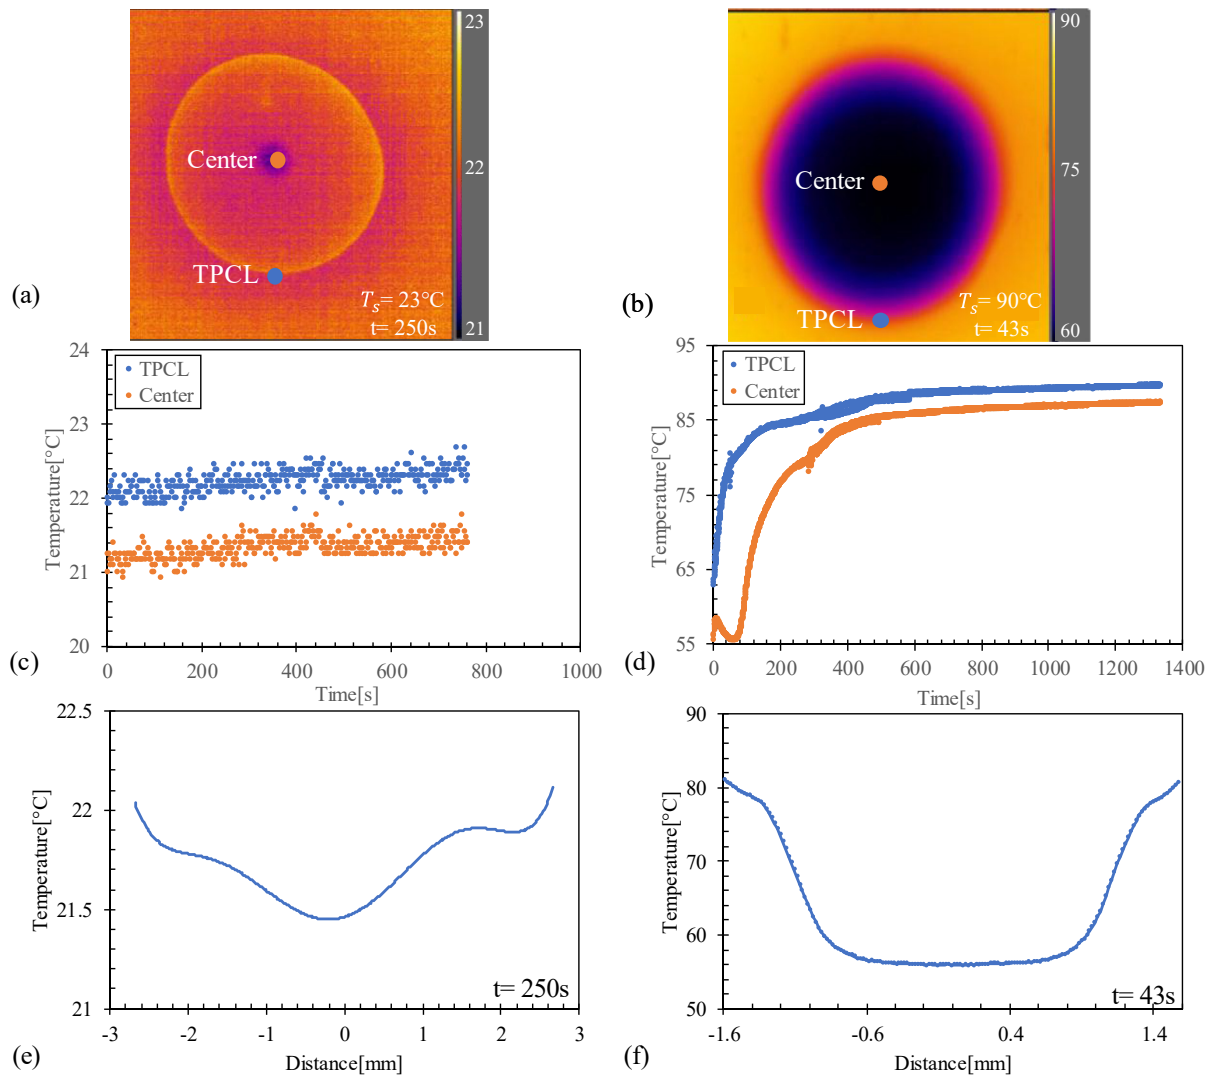 23
Center
22
TPCL
(a)
T_s= 23°C
t= 250s
21
90
Center
75
TPCL
(b)
T_s= 90°C
t= 43s
60
24
23
22
21
20
Temperature[°C]
TPCL
Center
0
200
400
600
800
1000
Time[s]
(c)
95
85
75
65
55
Temperature[°C]
TPCL
Center
0
200
400
600
800
1000
1200
1400
Time[s]
(d)
22.5
22
21.5
21
Temperature[°C]
t= 250s
-3
-2
-1
0
1
2
3
Distance[mm]
(e)
90
80
70
60
50
Temperature[°C]
t= 43s
-1.6
-0.6
0.4
1.4
Distance[mm]
(f)